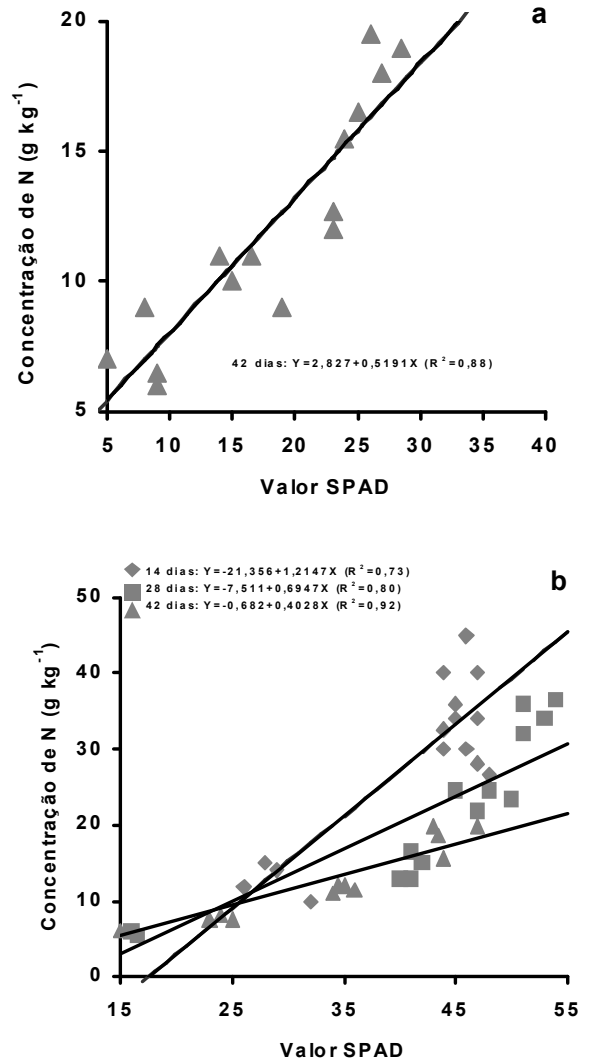 a
20
15
10
5
Concentração de N (g kg-1)
42 dias: Y=2,827+0,5191X (R2=0,88)
5 10 15 20 25 30 35 40
Valor SPAD
14 dias: Y=-21,356+1,2147X (R2=0,73)
28 dias: Y=-7,511+0,6947X (R2=0,80)
42 dias: Y=-0,682+0,4028X (R2=0,92)
b
50
40
30
20
10
0
Concentração de N (g kg-1)
15 25 35 45 55
Valor SPAD